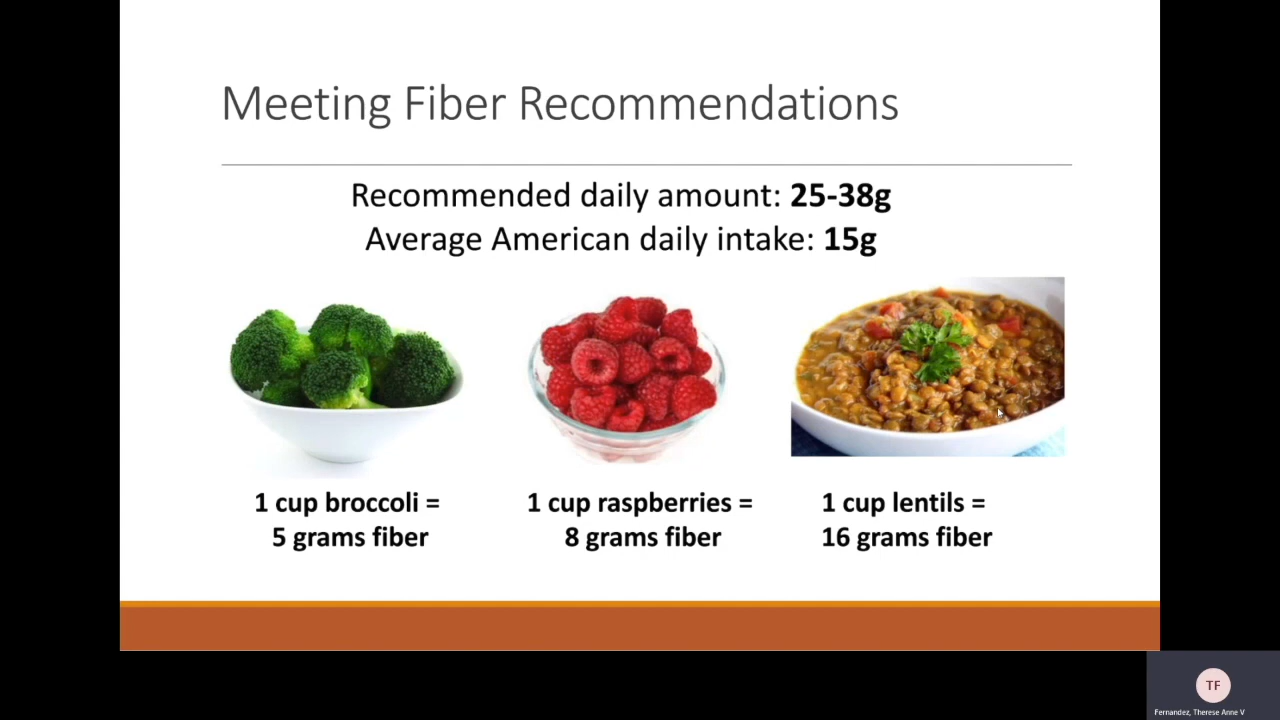 Meeting Fiber Recommendations
Recommended daily amount: 25-38g
Average American daily intake: 15g
1 cup broccoli =
5 grams fiber
1 cup raspberries =
8 grams fiber
1 cup lentils =
16 grams fiber
TF
Fernandez, Therese Anne V